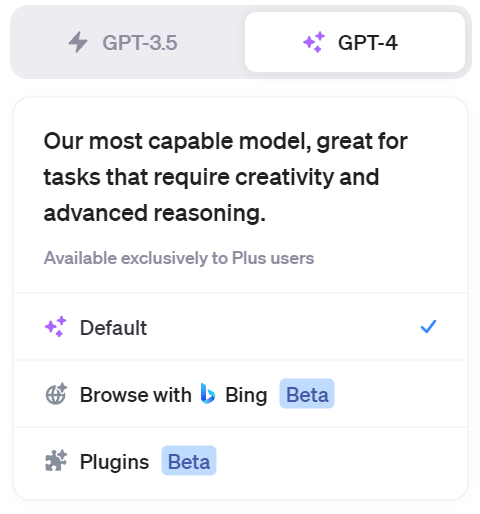 GPT-3.5
GPT-4
Our most capable model, great for
tasks that require creativity and
advanced reasoning.
Available exclusively to Plus users
Default
Browse with Bing Beta
Plugins Beta